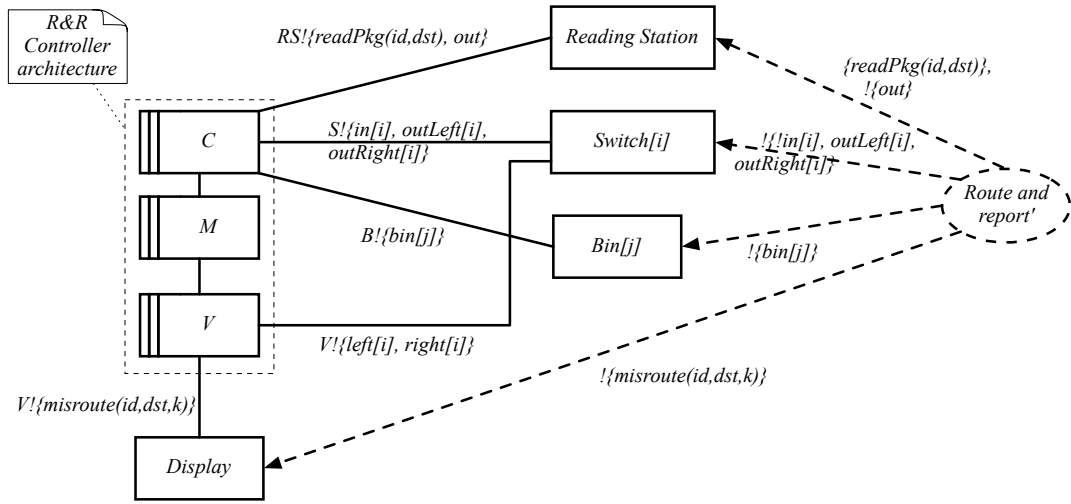 R&R
Controller
architecture
RS!{readPkg(id,dst), out}
Reading Station
{readPkg(id,dst)},
!{out}
C
S!{in[i], outLeft[i],
outRight[i]}
Switch[i]
!{!in[i], outLeft[i],
outRight[i]}
Route and
report'
M
B!{bin[j]}
Bin[j]
!{bin[j]}
V
V!{left[i], right[i]}
!{misroute(id,dst,k)}
V!{misroute(id,dst,k)}
Display